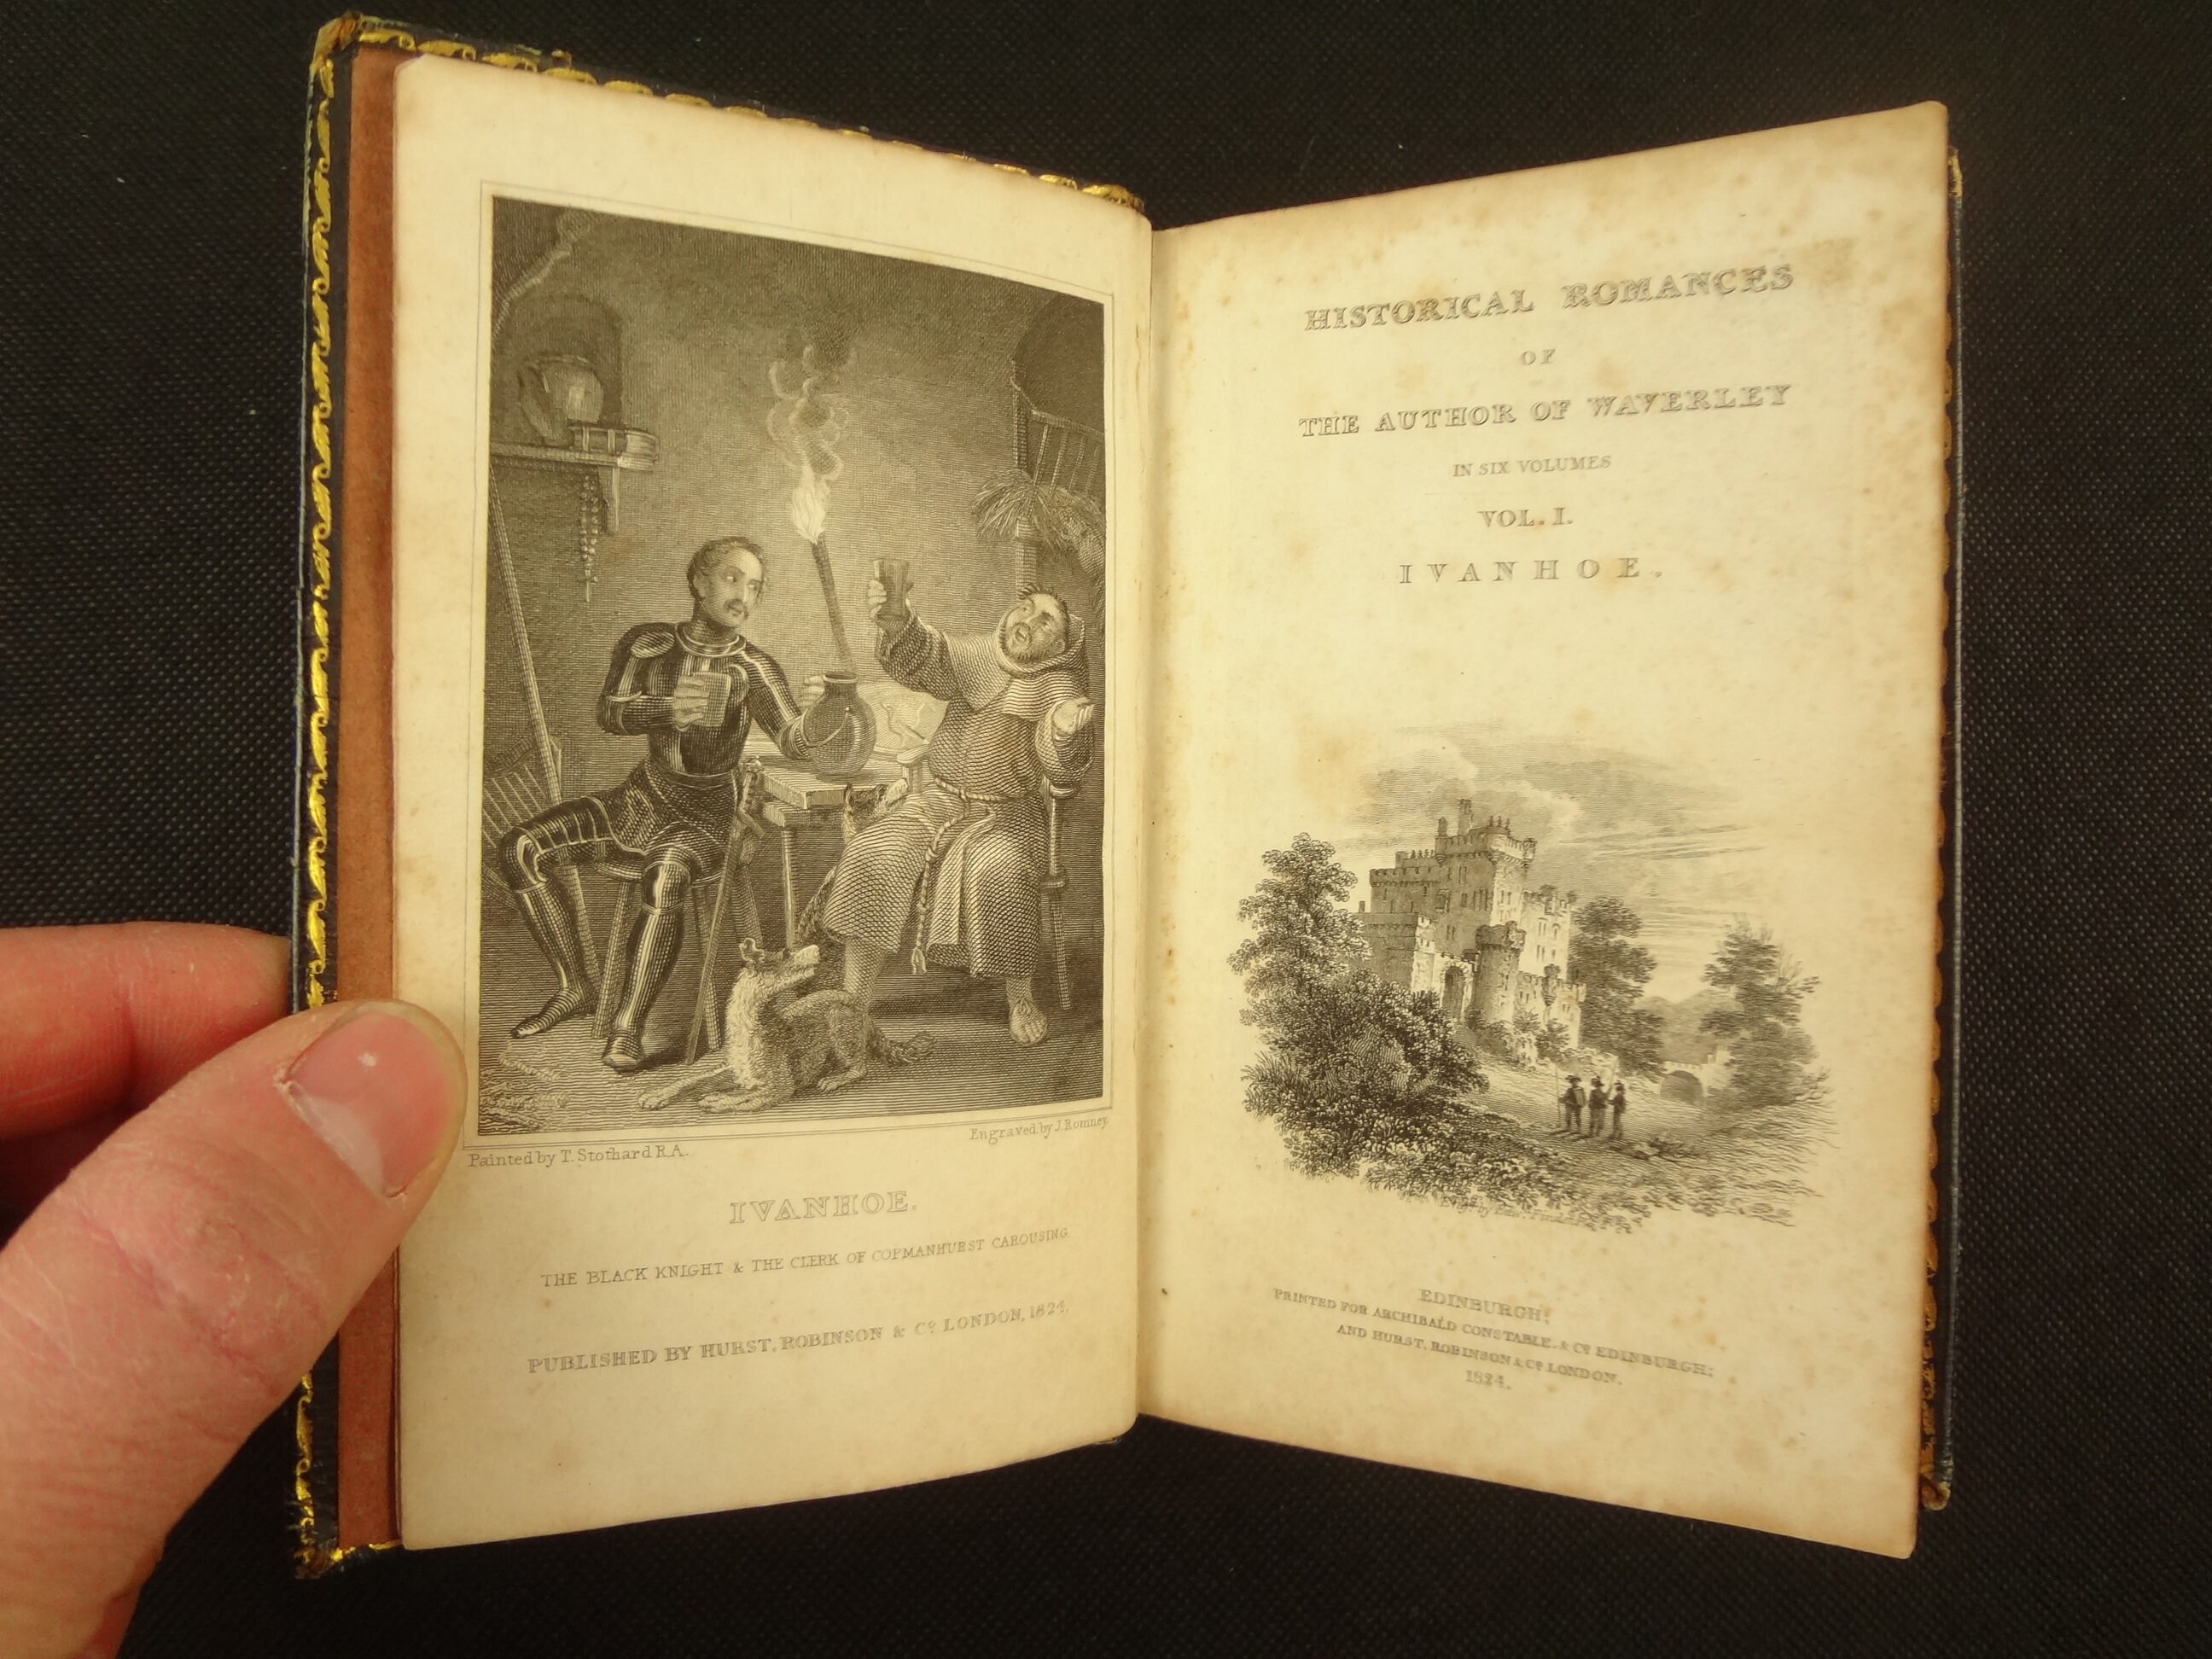 Painted by T. Stothard R.A.
Engraved by J. Romney.
IVANHOE.
THE BLACK KNIGHT & THE CLERK OF COPMANHURST CAROUSING.
PUBLISHED BY HURST, ROBINSON & Co. LONDON, 1824.
HISTORICAL ROMANCES
OF
THE AUTHOR OF WAVERLEY
IN SIX VOLUMES
VOL. I.
IVANHOE.
EDINBURGH:
PRINTED FOR ARCHIBALD CONSTABLE, & Co. EDINBURGH;
AND HURST, ROBINSON & Co. LONDON.
1824.